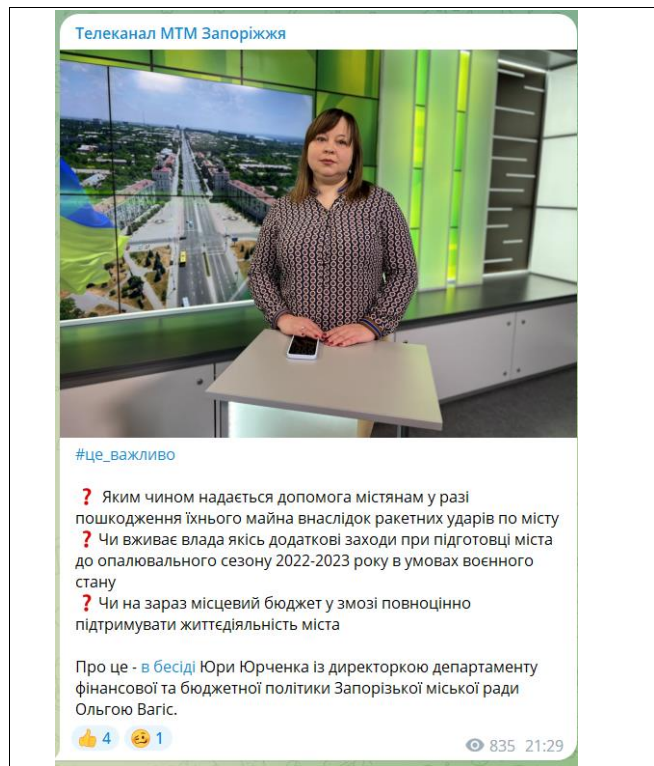 Телеканал МТМ Запоріжжя
#це_важливо
❓ Яким чином надається допомога містянам у разі
пошкодження їхнього майна внаслідок ракетних ударів по місту
❓ Чи вживає влада якісь додаткові заходи при підготовці міста
до опалювального сезону 2022-2023 року в умовах воєнного
стану
❓ Чи на зараз місцевий бюджет у змозі повноцінно
підтримувати життєдіяльність міста
Про це - в бесіді Юри Юрченка із директоркою департаменту
фінансової та бюджетної політики Запорізької міської ради
Ольгою Вагіс.
👍 4 🥴 1
835 21:29